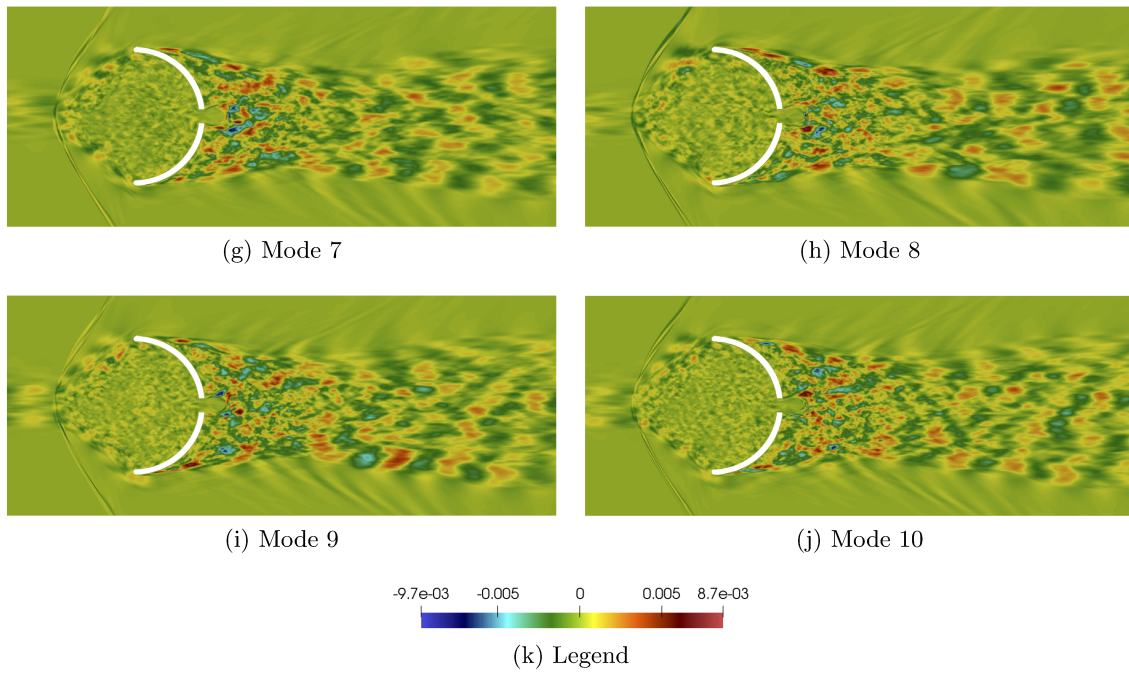 (g) Mode 7
(h) Mode 8
(i) Mode 9
(j) Mode 10
-9.7e-03 -0.005 0 0.005 8.7e-03
(k) Legend